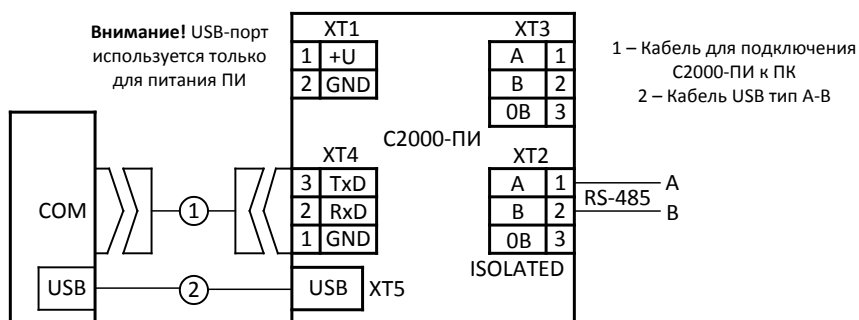 Внимание! USB-порт
используется только
для питания ПИ
XT1
1 +U
2 GND
XT3
A 1
B 2
0B 3
1 – Кабель для подключения
С2000-ПИ к ПК
2 – Кабель USB тип A-B
С2000-ПИ
COM
1
XT4
3 TxD
2 RxD
1 GND
XT2
A 1
B 2
0B 3
RS-485
A
B
ISOLATED
USB
2
USB
XT5